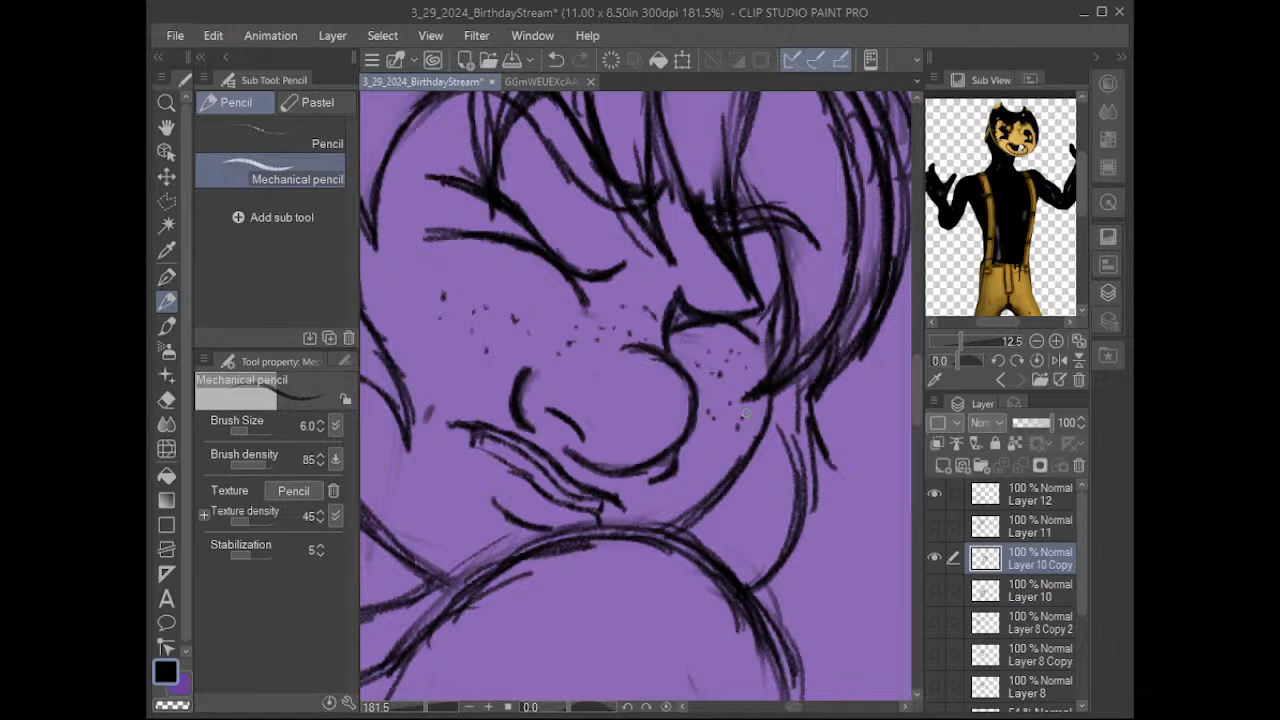 3_29_2024_BirthdayStream* (11.00 x 8.50in 300dpi 181.5%) - CLIP STUDIO PAINT PRO
File Edit Animation Layer Select View Filter Window Help
Sub Tool: Pencil
3_29_2024_BirthdayStream*
GGmWEUEXcAA
Sub View
Pencil
Pastel
Pencil
Mechanical pencil
Add sub tool
Tool property: Mec
Mechanical pencil
Brush Size 6.0
Brush density 85
Texture Pencil
Texture density 45
Stabilization 5
12.5
0.0
Layer
Norm 100
100 % Normal
Layer 12
100 % Normal
Layer 11
100 % Normal
Layer 10 Copy
100 % Normal
Layer 10
100 % Normal
Layer 8 Copy 2
100 % Normal
Layer 8 Copy
100 % Normal
Layer 8
181.5
0.0